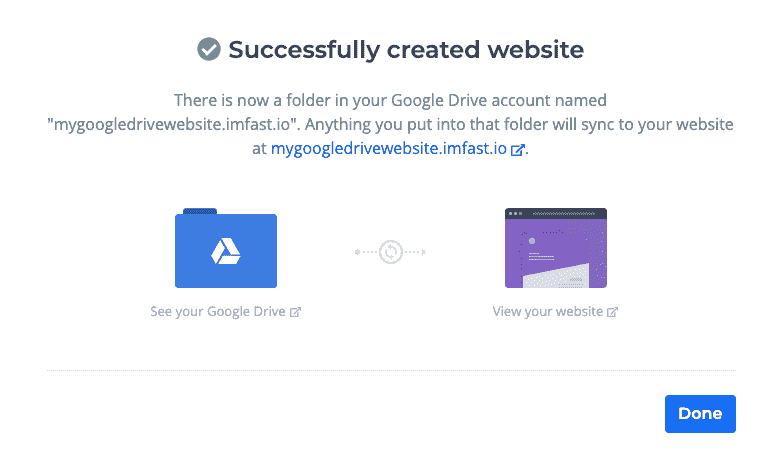 Successfully created website
There is now a folder in your Google Drive account named
"mygoogledrivewebsite.imfast.io". Anything you put into that folder will sync to your website
at mygoogledrivewebsite.imfast.io.
See your Google Drive
View your website
Done